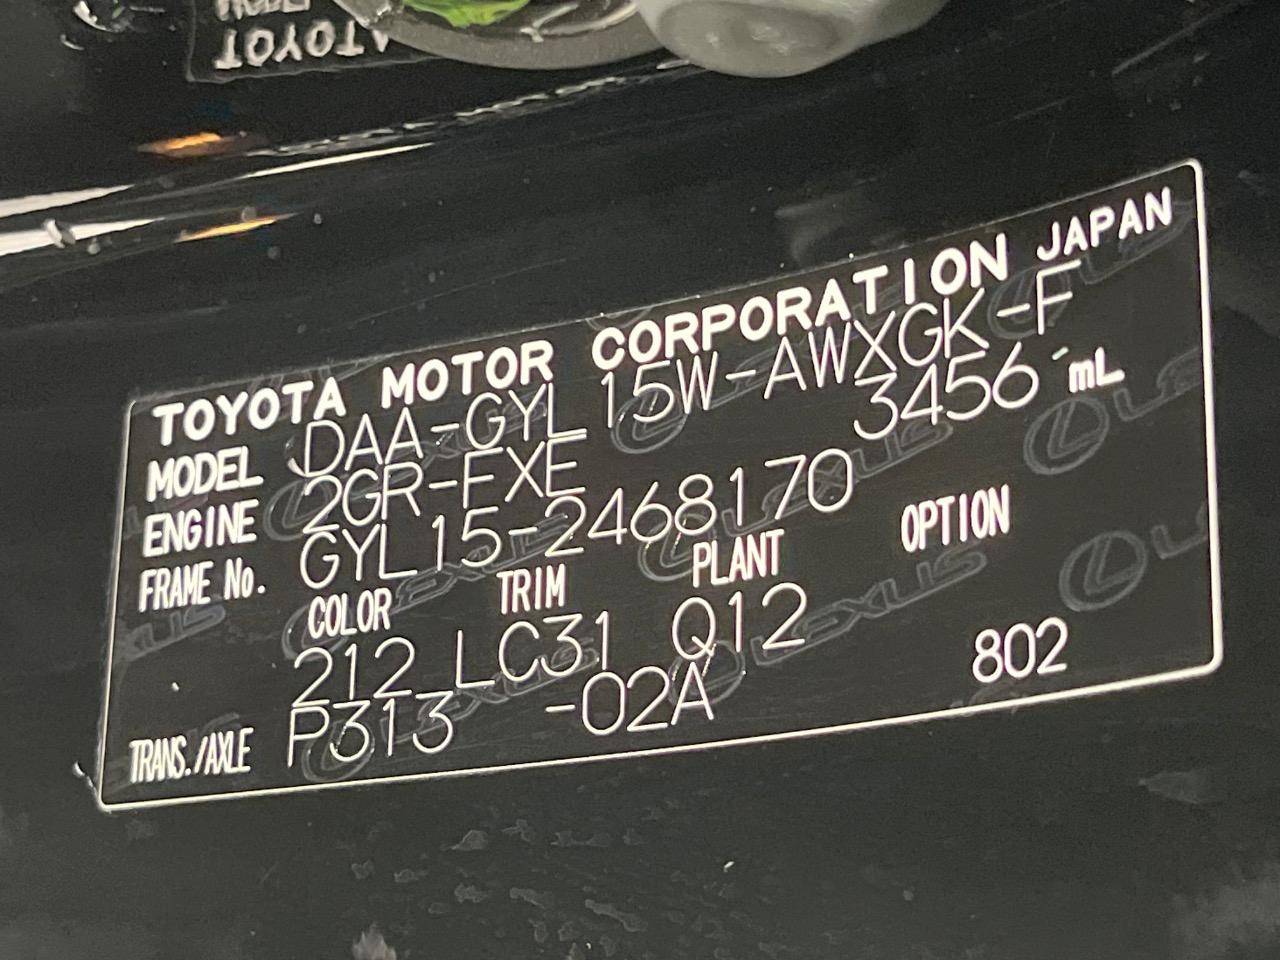 TOYOTA MOTOR CORPORATION JAPAN
MODEL DAA-GYL15W-AWXGK-F
ENGINE 2GR-FXE 3456 mL
FRAME No. GYL15-2468170
COLOR TRIM PLANT OPTION
212 LC31 Q12
TRANS./AXLE P313 -02A 802